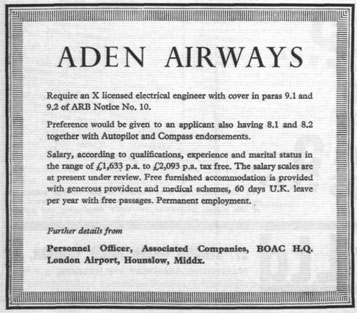 ADEN AIRWAYS
Require an X licensed electrical engineer with cover in paras 9.1 and
9.2 of ARB Notice No. 10.
Preference would be given to an applicant also having 8.1 and 8.2
together with Autopilot and Compass endorsements.
Salary, according to qualifications, experience and marital status in
the range of £1,633 p.a. to £2,093 p.a. tax free. The salary scales are
at present under review. Free furnished accommodation is provided
with generous provident and medical schemes, 60 days U.K. leave
per year with free passages. Permanent employment.
Further details from
Personnel Officer, Associated Companies, BOAC H.Q.
London Airport, Hounslow, Middx.